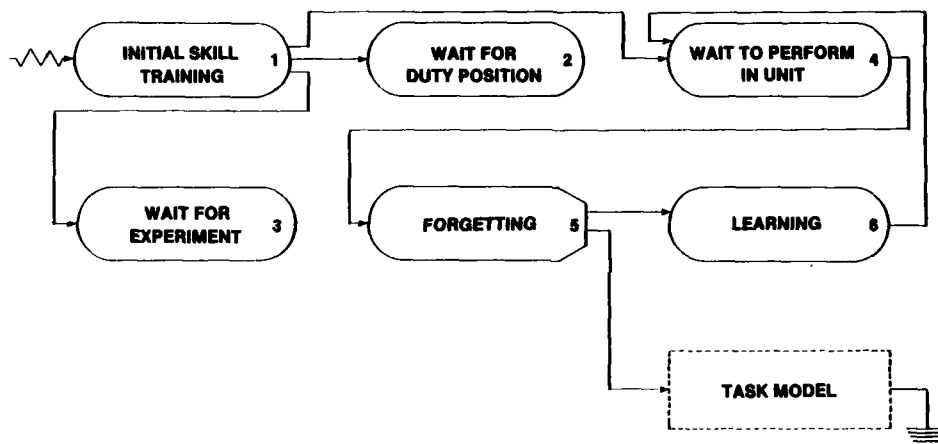 INITIAL SKILL
TRAINING
1
WAIT FOR
DUTY POSITION
2
WAIT TO PERFORM
IN UNIT
4
WAIT FOR
EXPERIMENT
3
FORGETTING
5
LEARNING
6
TASK MODEL